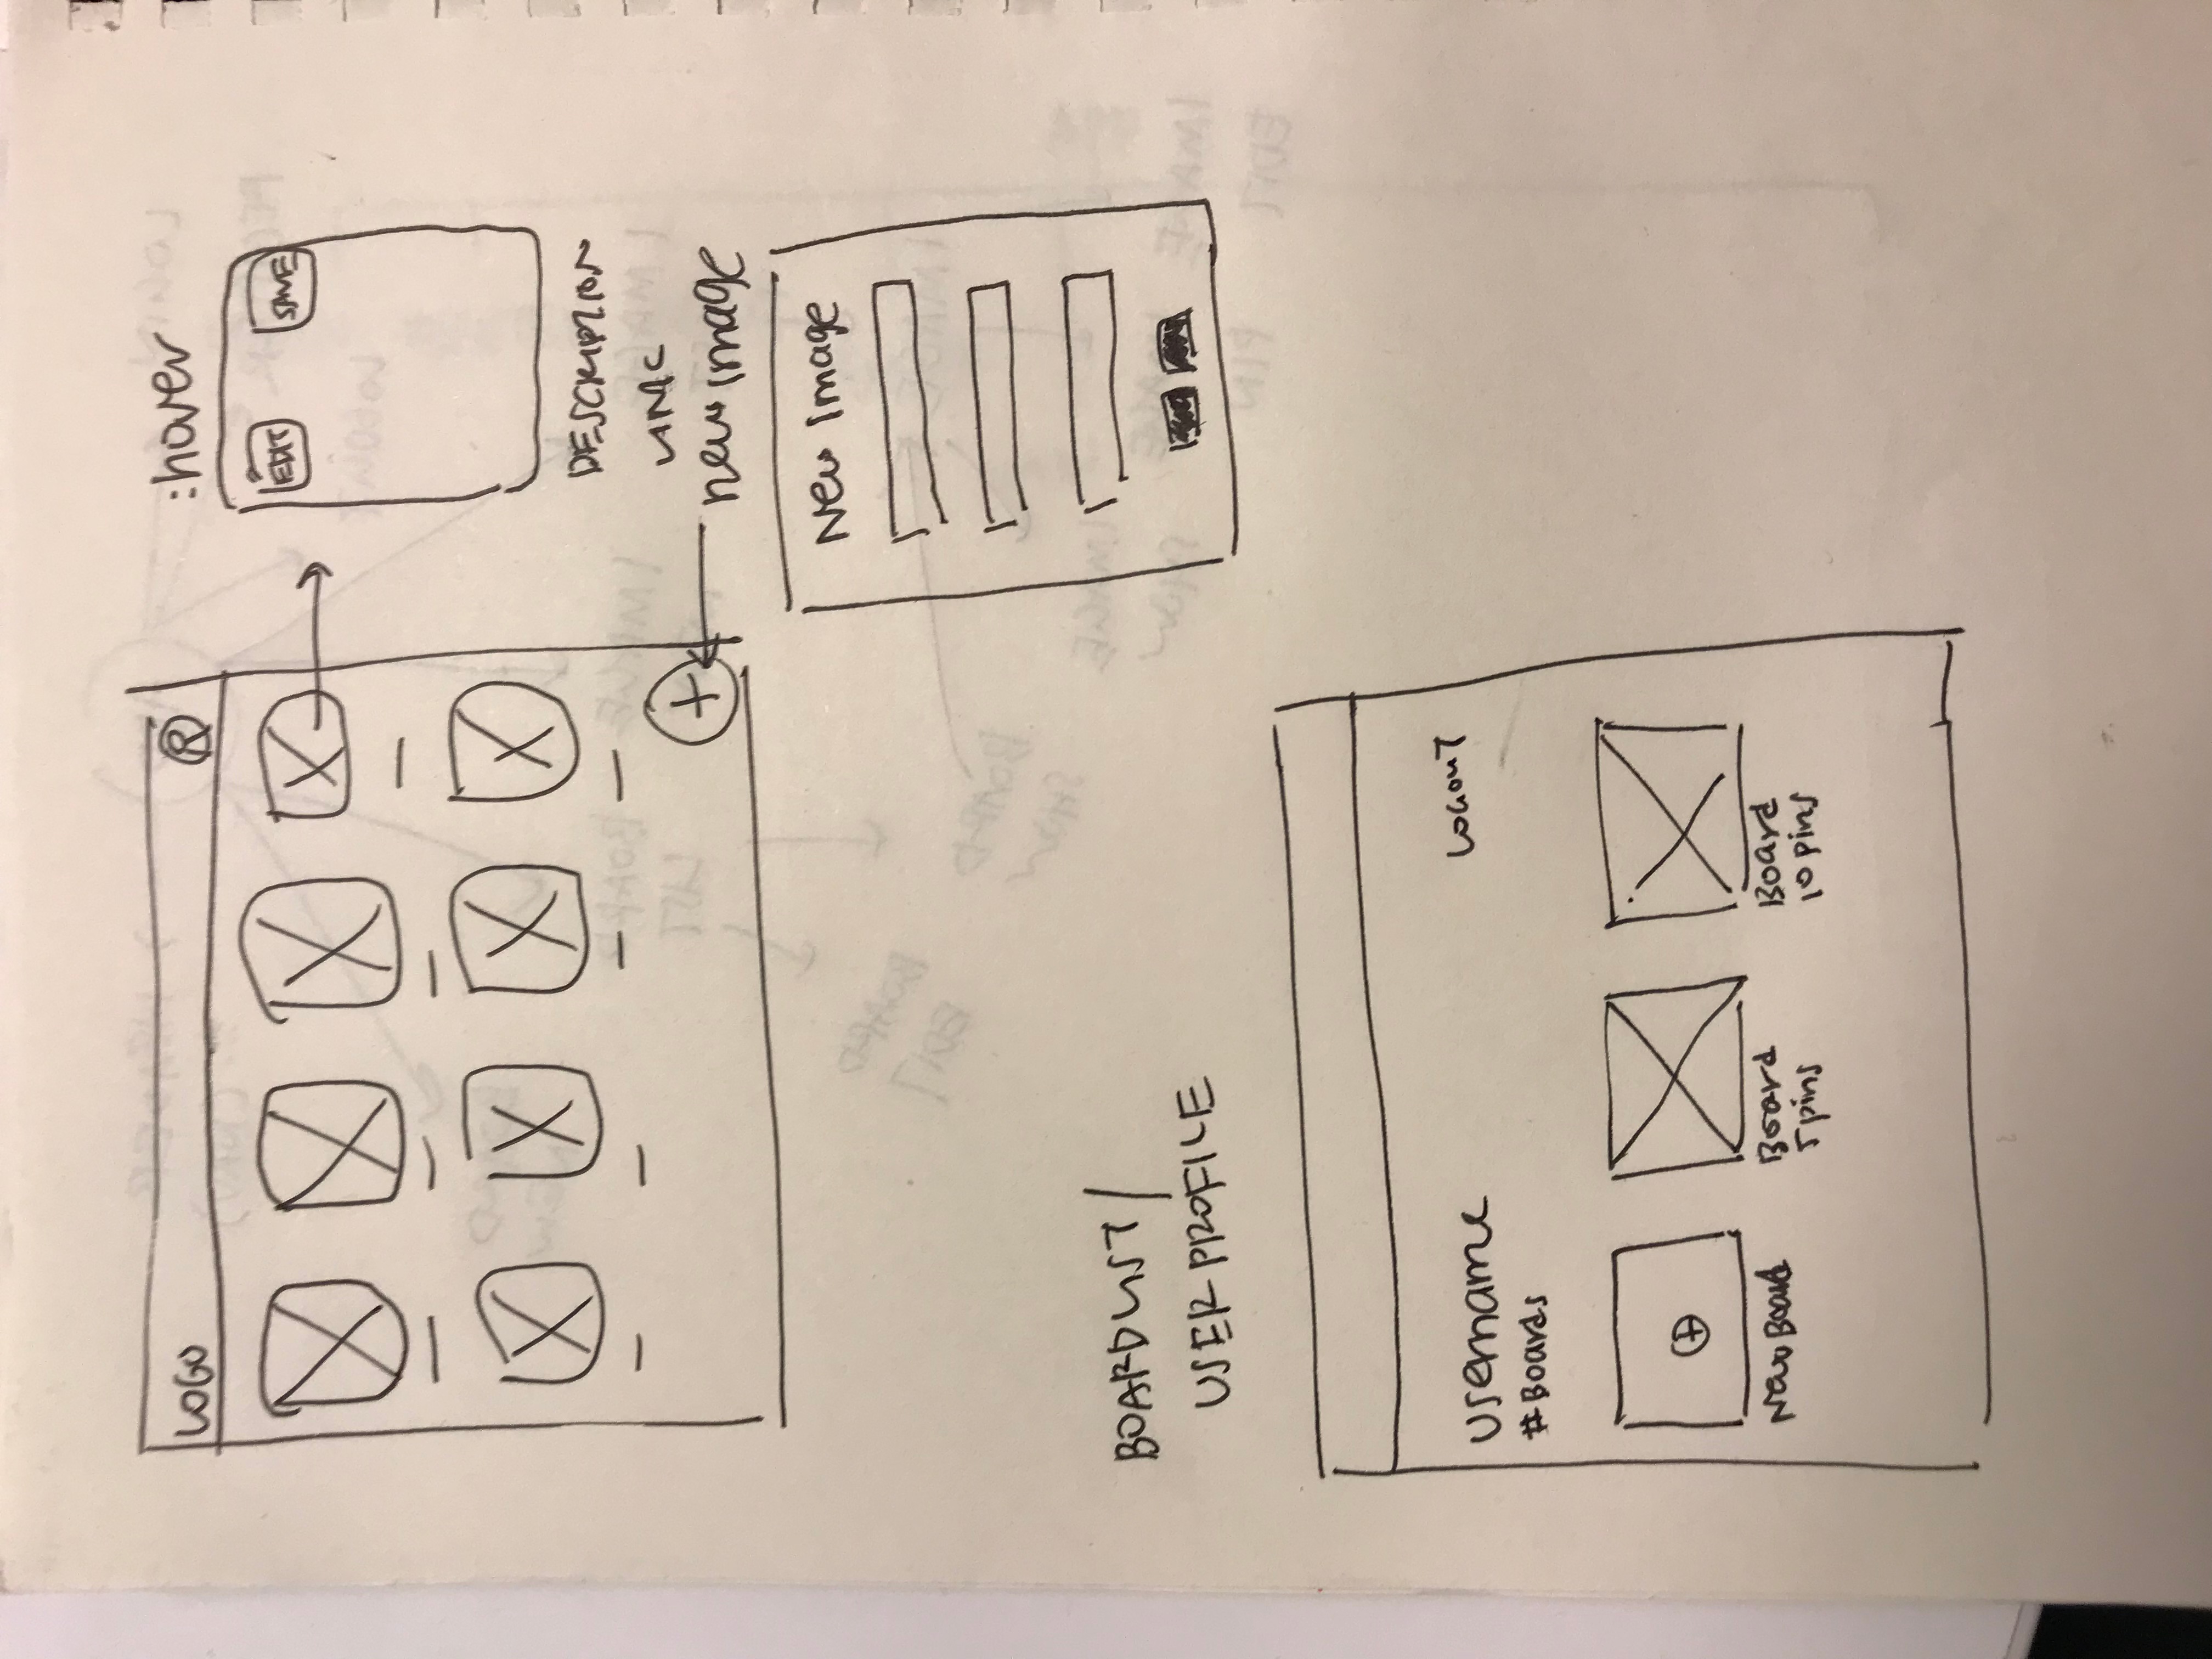 LOGO
R
:hover
EDIT
SAVE
DESCRIPTION
new image
New Image
BOARDLIST/
USER PROFILE
username
LOGOUT
#Boards
New Board
Board
5 pins
Board
10 pins